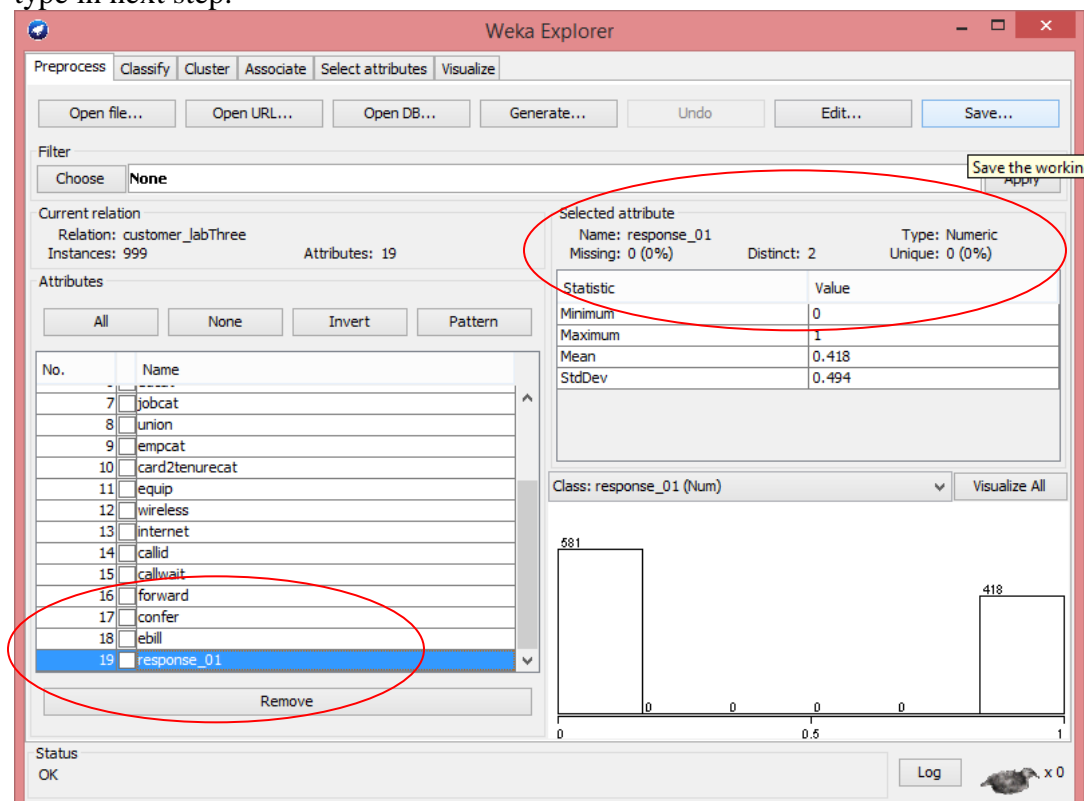 type in next step.
Weka Explorer
Preprocess Classify Cluster Associate Select attributes Visualize
Open file... Open URL... Open DB... Generate... Undo Edit... Save...
Filter
Save the workin
Choose None Apply
Current relation
Relation: customer_labThree
Instances: 999 Attributes: 19
Selected attribute
Name: response_01 Type: Numeric
Missing: 0 (0%) Distinct: 2 Unique: 0 (0%)
Attributes
All None Invert Pattern
Statistic Value
Minimum 0
Maximum 1
Mean 0.418
StdDev 0.494
No. Name
7 jobcat
8 union
9 empcat
10 card2tenurecat
11 equip
12 wireless
13 internet
14 callid
15 callwait
16 forward
17 confer
18 ebill
19 response_01
Remove
Class: response_01 (Num) Visualize All
581
418
0 0 0 0
0 0.5 1
Status
OK
Log x 0